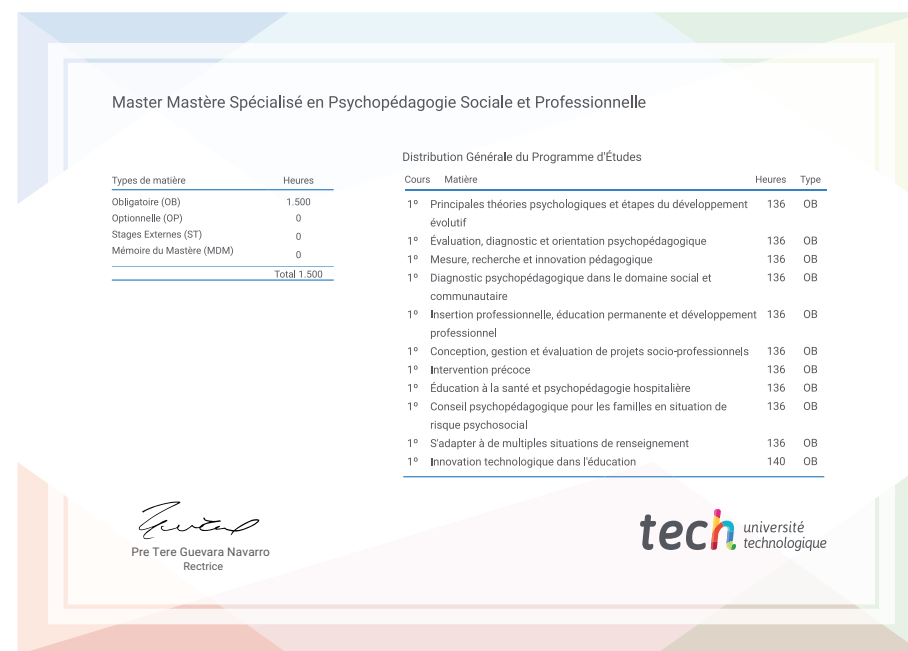 Master Mastère Spécialisé en Psychopédagogie Sociale et Professionnelle
Types de matière Heures
Obligatoire (OB) 1.500
Optionnelle (OP) 0
Stages Externes (ST) 0
Mémoire du Mastère (MDM) 0
Total 1.500
Distribution Générale du Programme d'Études
Cours Matière Heures Type
1º Principales théories psychologiques et étapes du développement 136 OB
évolutif
1º Évaluation, diagnostic et orientation psychopédagogique 136 OB
1º Mesure, recherche et innovation pédagogique 136 OB
1º Diagnostic psychopédagogique dans le domaine social et 136 OB
communautaire
1º Insertion professionnelle, éducation permanente et développement 136 OB
professionnel
1º Conception, gestion et évaluation de projets socio-professionnels 136 OB
1º Intervention précoce 136 OB
1º Éducation à la santé et psychopédagogie hospitalière 136 OB
1º Conseil psychopédagogique pour les familles en situation de 136 OB
risque psychosocial
1º S'adapter à de multiples situations de renseignement 136 OB
1º Innovation technologique dans l'éducation 140 OB
Pre Tere Guevara Navarro
Rectrice
tech université
technologique